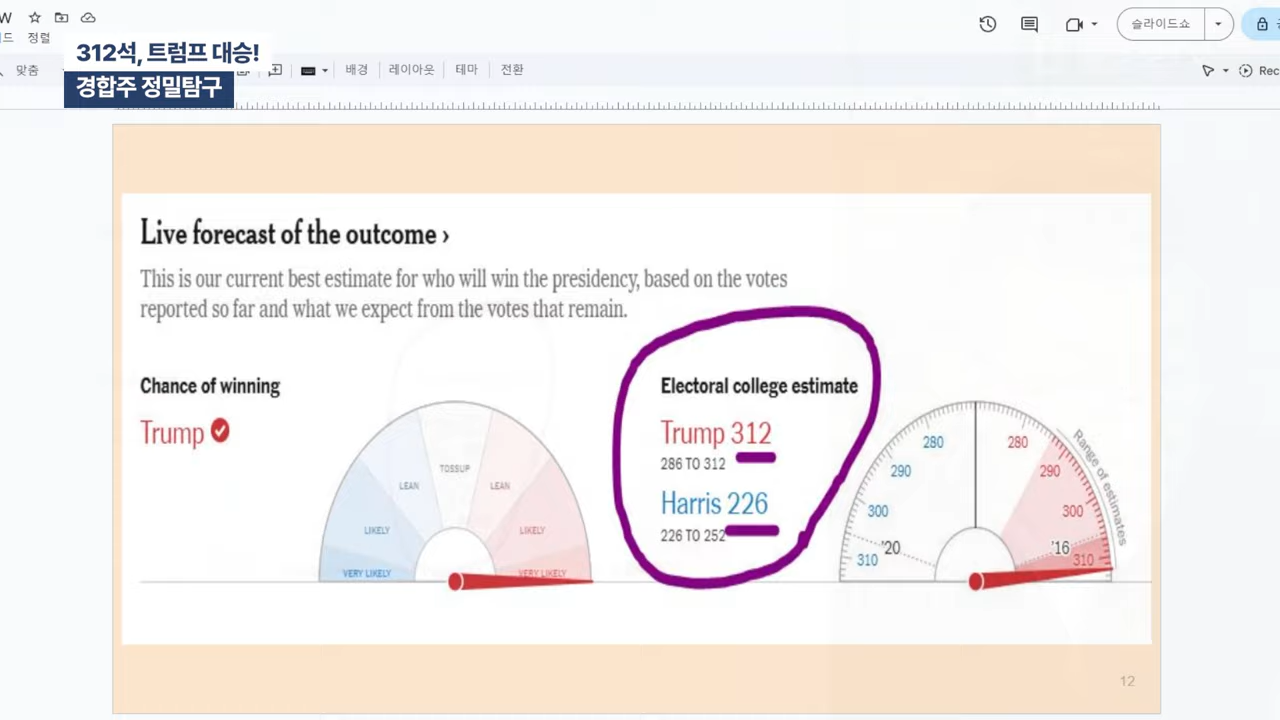 312석, 트럼프 대승!
경합주 정밀탐구
정렬
슬라이드쇼
맞춤
배경
레이아웃
테마
전환
Rec
Live forecast of the outcome ›
This is our current best estimate for who will win the presidency, based on the votes
reported so far and what we expect from the votes that remain.
Chance of winning
Trump
VERY LIKELY
LIKELY
LEAN
TOSSUP
LEAN
LIKELY
VERY LIKELY
Electoral college estimate
Trump 312
286 TO 312
Harris 226
226 TO 252
280
290
300
310
'20
280
290
300
310
'16
Range of estimates
12